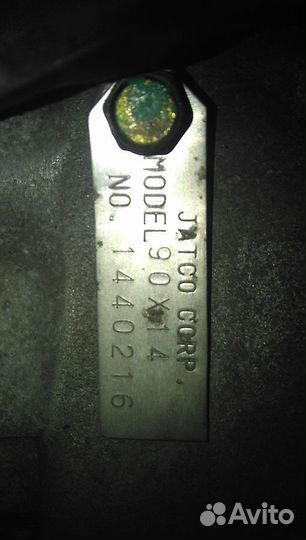 JATCO CORP.
MODEL 90X14
NO. 1440216
Avito